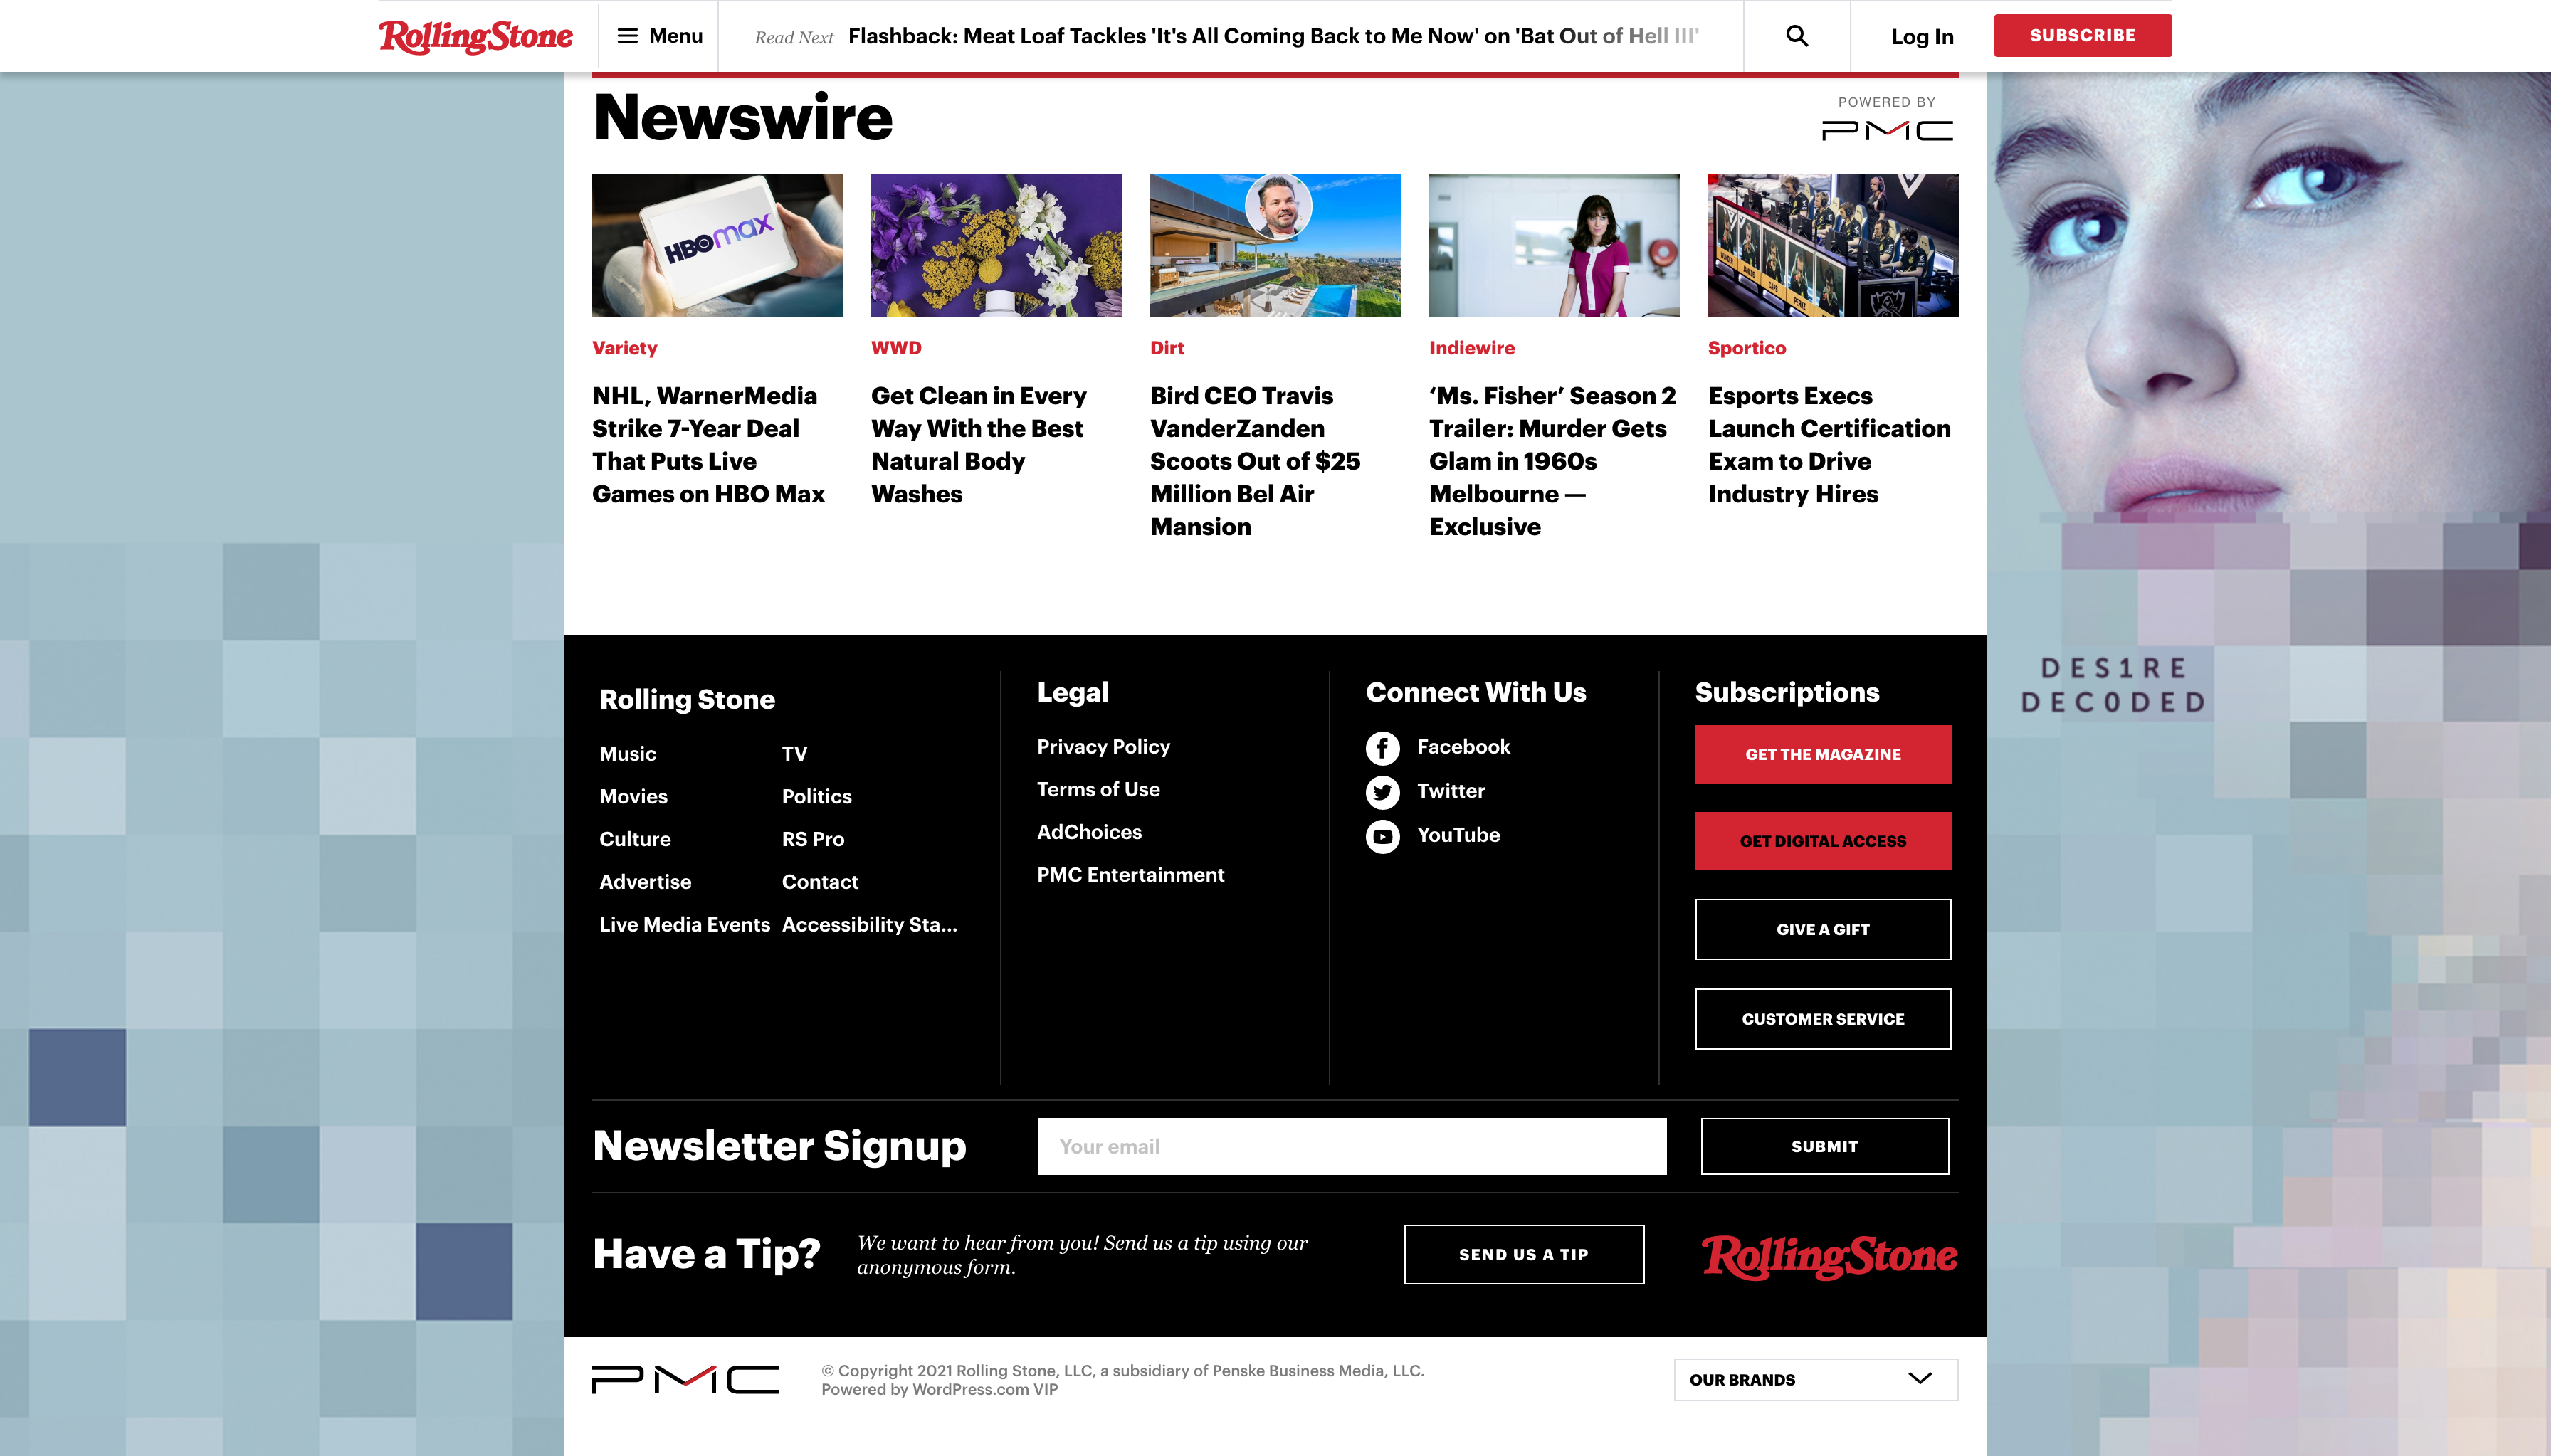 RollingStone
Menu
Read Next Flashback: Meat Loaf Tackles 'It's All Coming Back to Me Now' on 'Bat Out of Hell III'
Log In
SUBSCRIBE
Newswire
POWERED BY
PMC
HBOmax
Variety
NHL, WarnerMedia
Strike 7-Year Deal
That Puts Live
Games on HBO Max
WWD
Get Clean in Every
Way With the Best
Natural Body
Washes
Dirt
Bird CEO Travis
VanderZanden
Scoots Out of $25
Million Bel Air
Mansion
Indiewire
‘Ms. Fisher’ Season 2
Trailer: Murder Gets
Glam in 1960s
Melbourne —
Exclusive
CAPS
PERKZ
Sportico
Esports Execs
Launch Certification
Exam to Drive
Industry Hires
DES1RE
DEC0DED
Rolling Stone
Music
TV
Movies
Politics
Culture
RS Pro
Advertise
Contact
Live Media Events
Accessibility Sta...
Legal
Privacy Policy
Terms of Use
AdChoices
PMC Entertainment
Connect With Us
Facebook
Twitter
YouTube
Subscriptions
GET THE MAGAZINE
GET DIGITAL ACCESS
GIVE A GIFT
CUSTOMER SERVICE
Newsletter Signup
Your email
SUBMIT
Have a Tip?
We want to hear from you! Send us a tip using our
anonymous form.
SEND US A TIP
RollingStone
PMC
© Copyright 2021 Rolling Stone, LLC, a subsidiary of Penske Business Media, LLC.
Powered by WordPress.com VIP
OUR BRANDS